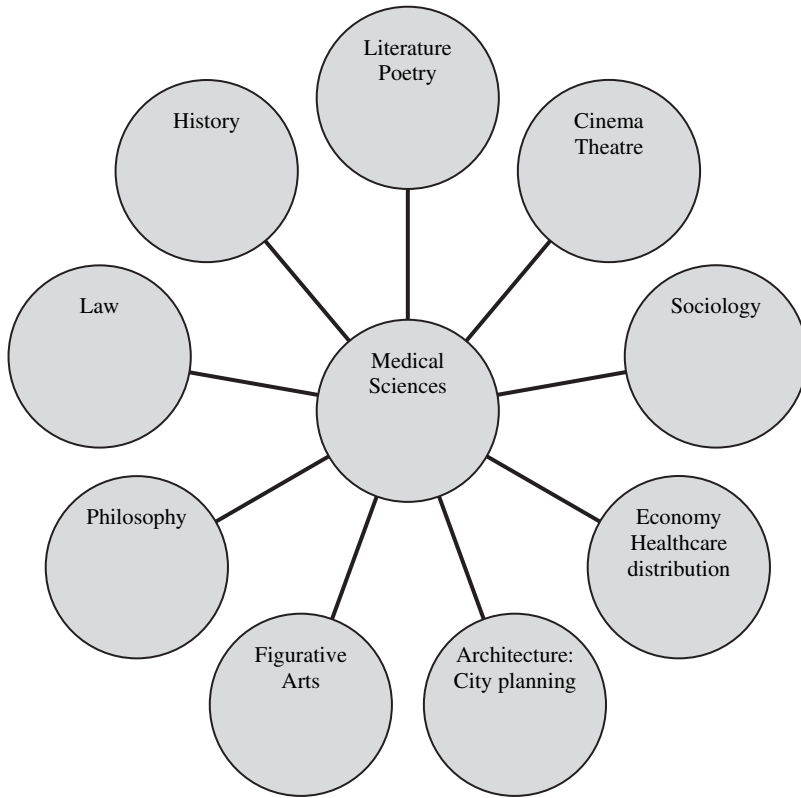 Literature
Poetry
Cinema
Theatre
History
Sociology
Law
Medical
Sciences
Economy
Healthcare
distribution
Philosophy
Architecture:
City planning
Figurative
Arts